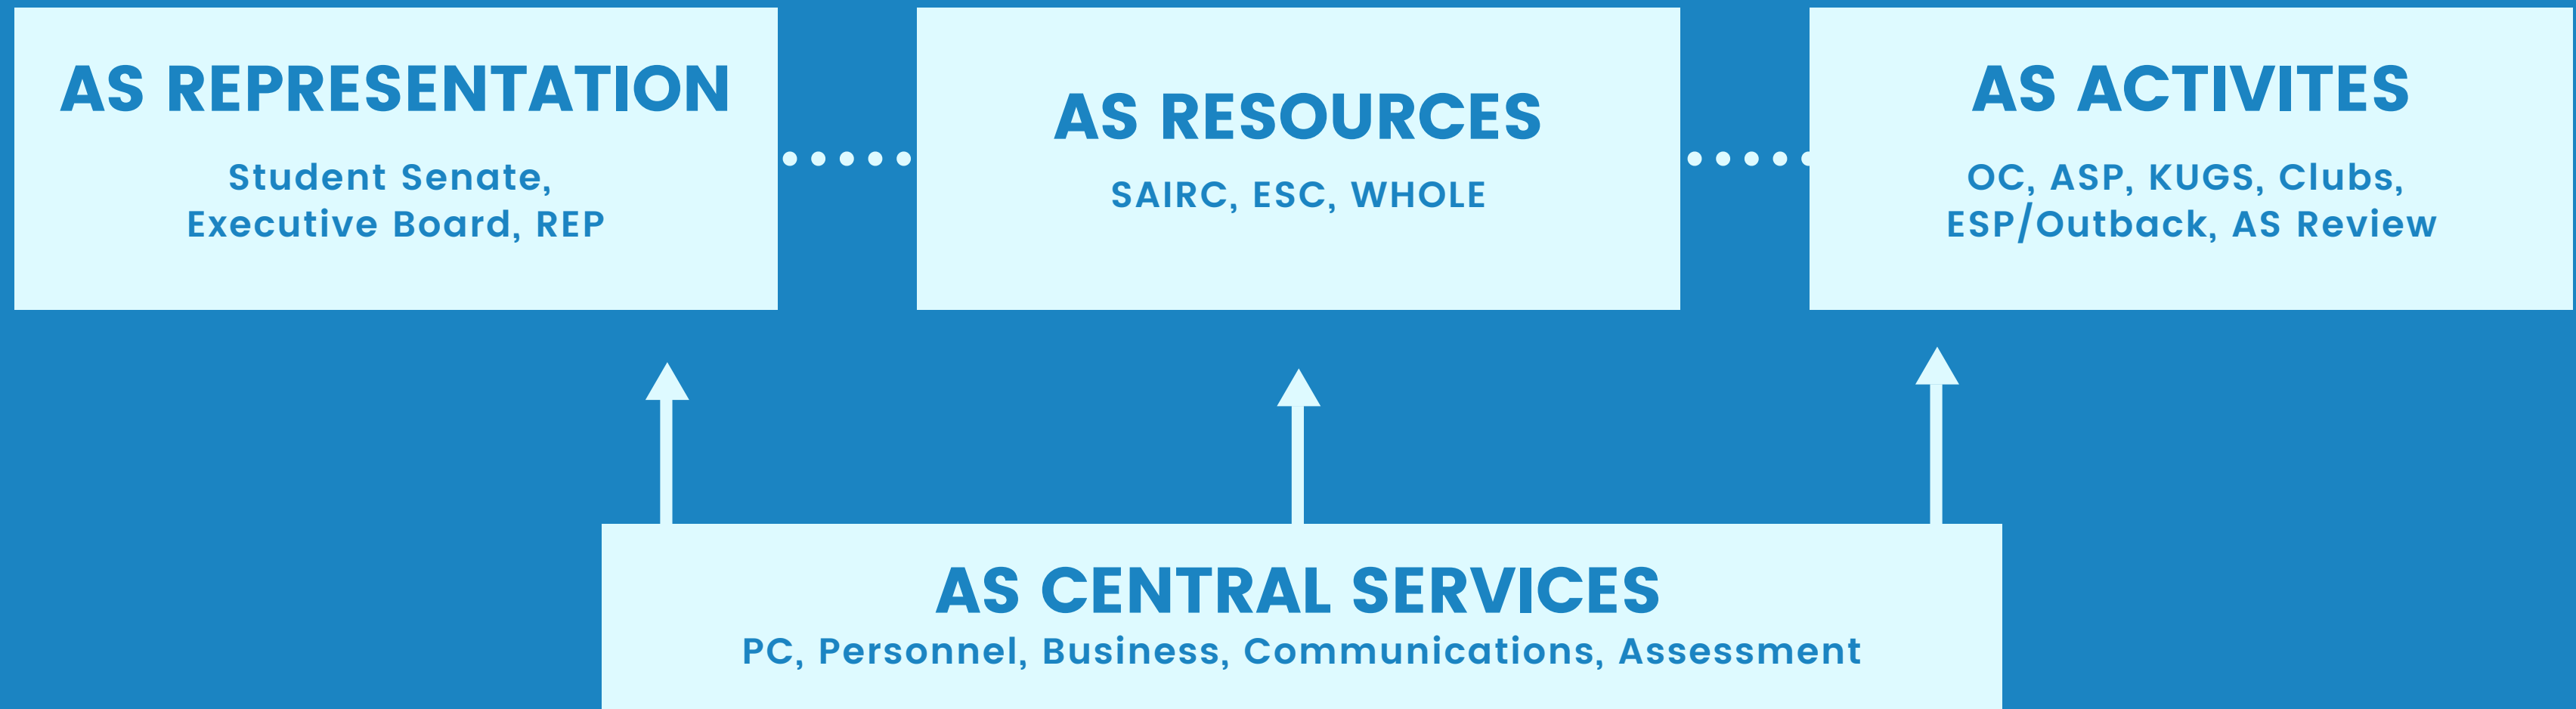 AS REPRESENTATION
Student Senate,
Executive Board, REP
AS RESOURCES
SAIRC, ESC, WHOLE
AS ACTIVITES
OC, ASP, KUGS, Clubs,
ESP/Outback, AS Review
AS CENTRAL SERVICES
PC, Personnel, Business, Communications, Assessment